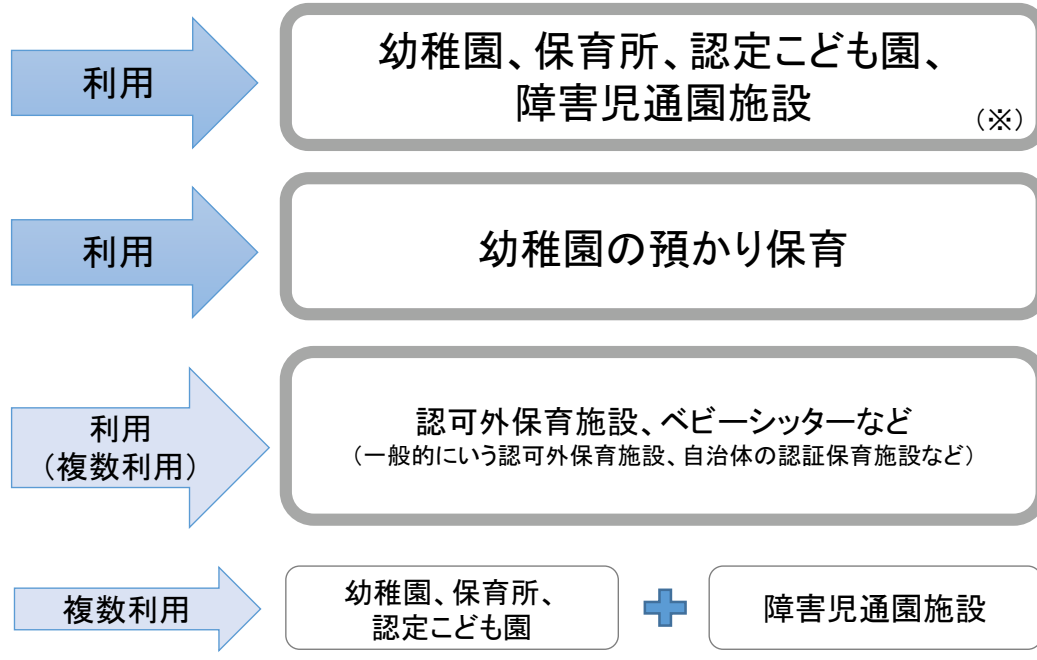 利用
幼稚園、保育所、認定こども園、
障害児通園施設
(※)
利用
幼稚園の預かり保育
利用
（複数利用）
認可外保育施設、ベビーシッターなど
（一般的にいう認可外保育施設、自治体の認証保育施設など）
複数利用
幼稚園、保育所、
認定こども園
障害児通園施設